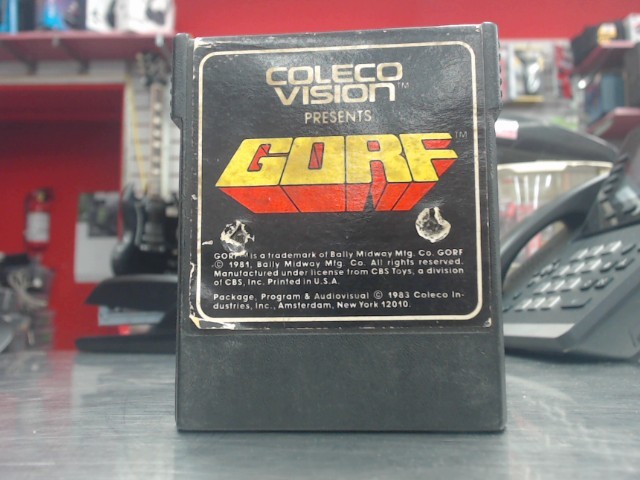 COLECO
VISION™
PRESENTS
GORF™
GORF™ is a trademark of Bally Midway Mfg. Co. GORF
© 1981, Bally Midway Mfg. Co. All rights reserved.
Manufactured under license from CBS Toys, a division
of CBS, Inc. Printed in U.S.A.
Package, Program & Audiovisual © 1983 Coleco In-
dustries, Inc., Amsterdam, New York 12010.